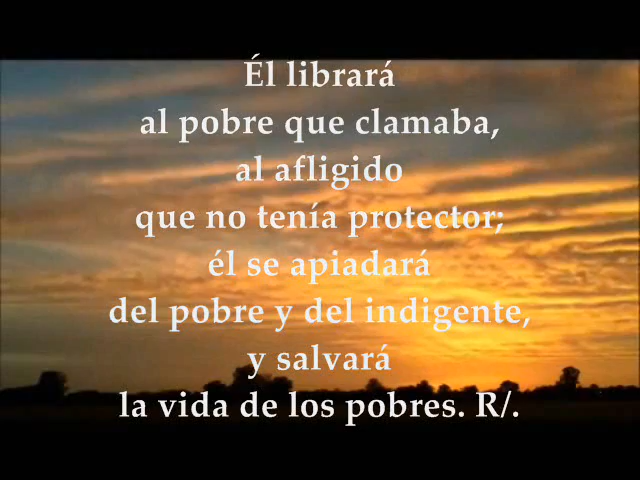 Él librará
al pobre que clamaba,
al afligido
que no tenía protector;
él se apiadará
del pobre y del indigente,
y salvará
la vida de los pobres. R/.